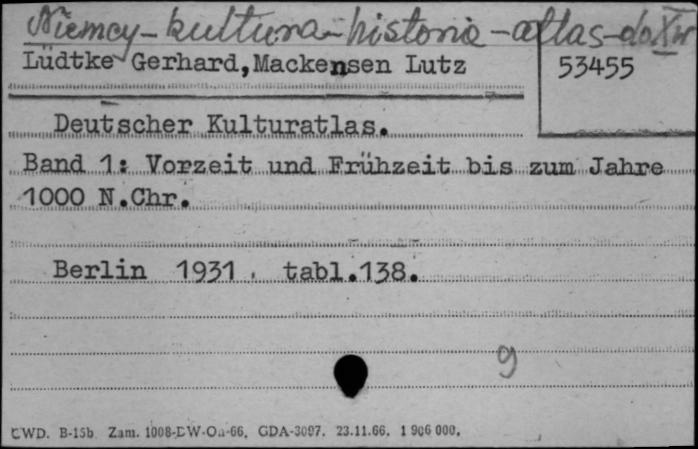 Niemcy - kultura - historia - atlas - do X w
Lüdtke Gerhard, Mackensen Lutz
53455
Deutscher Kulturatlas.
Band 1: Vorzeit und Frühzeit bis zum Jahre
1000 N.Chr.
Berlin 1931, tabl.138.
g
CWD. B-15b Zam. 1008-DW-Oa-66, GDA-3097. 23.11.66. 1 906 000.